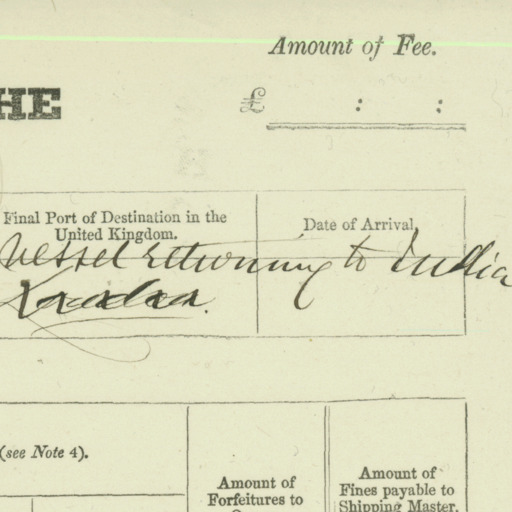 Amount of Fee.
HE
£ : :
Final Port of Destination in the
United Kingdom.
Date of Arrival
Vessel returning to India
London.
(see Note 4).
Amount of
Forfeitures to
Amount of
Fines payable to
Shipping Master.